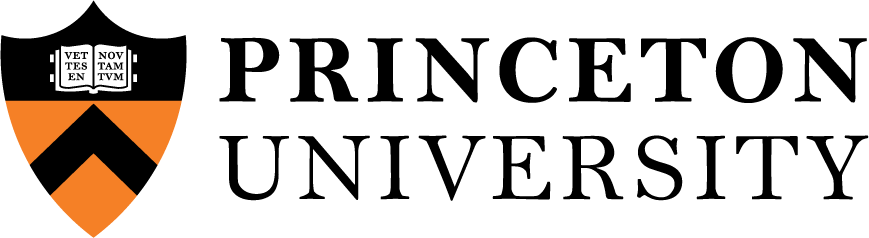 VET NOV
TES TAM
EN TVM
PRINCETON
UNIVERSITY